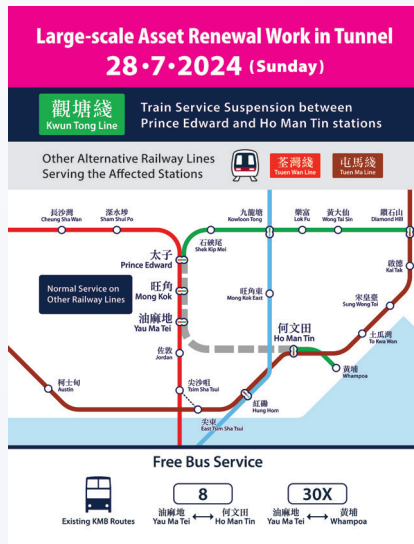 Large-scale Asset Renewal Work in Tunnel
28·7·2024 (Sunday)
觀塘綫
Kwun Tong Line
Train Service Suspension between
Prince Edward and Ho Man Tin stations
Other Alternative Railway Lines
Serving the Affected Stations
荃灣綫
Tsuen Wan Line
屯馬綫
Tuen Ma Line
長沙灣
Cheung Sha Wan
深水埗
Sham Shui Po
九龍塘
Kowloon Tong
樂富
Lok Fu
黃大仙
Wong Tai Sin
鑽石山
Diamond Hill
石硤尾
Shek Kip Mei
太子
Prince Edward
啟德
Kai Tak
Normal Service on
Other Railway Lines
旺角
Mong Kok
旺角東
Mong Kok East
宋皇臺
Sung Wong Toi
油麻地
Yau Ma Tei
何文田
Ho Man Tin
土瓜灣
To Kwa Wan
佐敦
Jordan
黃埔
Whampoa
柯士甸
Austin
尖沙咀
Tsim Sha Tsui
紅磡
Hung Hom
尖東
East Tsim Sha Tsui
Free Bus Service
Existing KMB Routes
8
油麻地
Yau Ma Tei
何文田
Ho Man Tin
30X
油麻地
Yau Ma Tei
黃埔
Whampoa